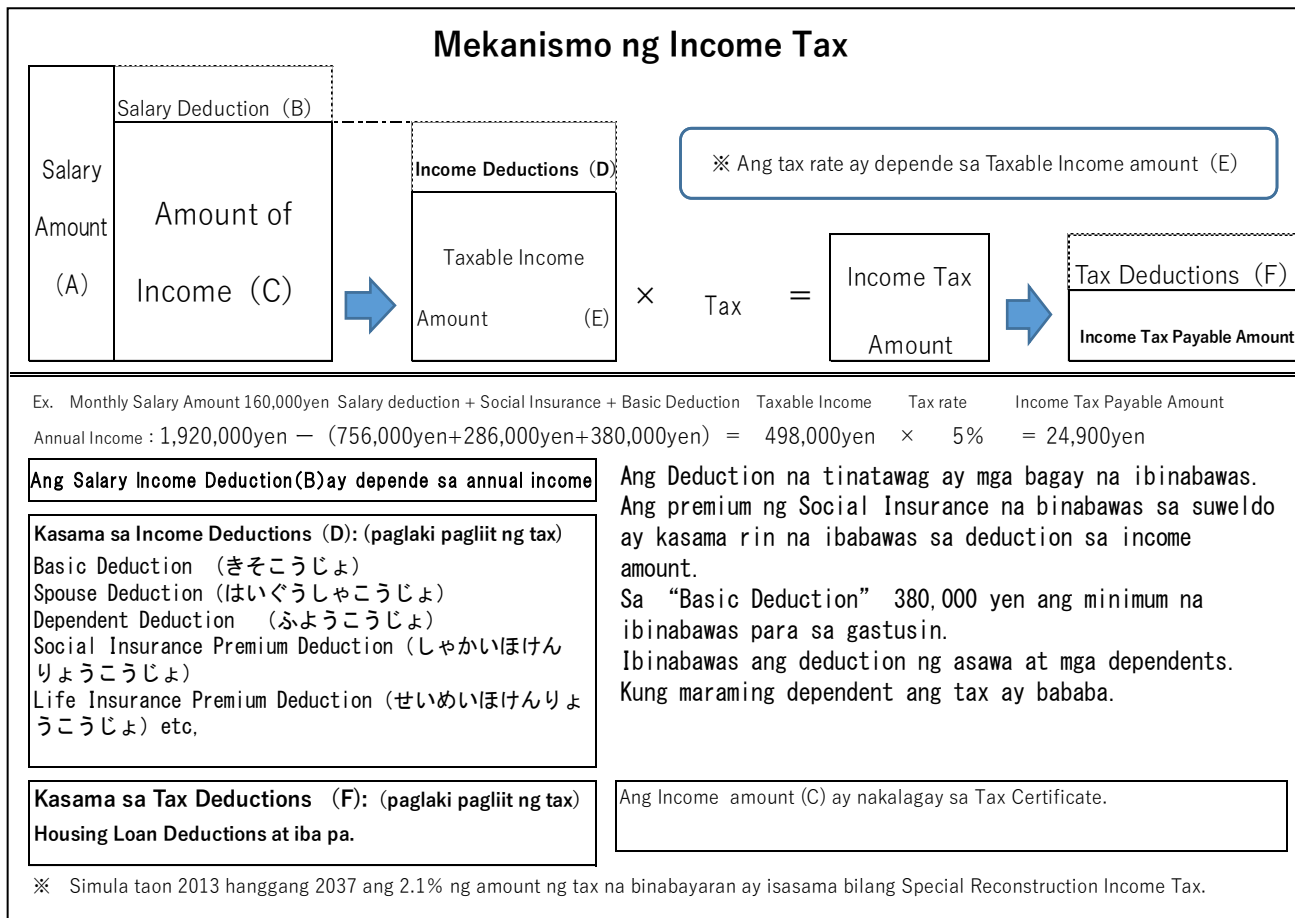 Mekanismo ng Income Tax
Salary Deduction（B）
Salary
Amount
（A）
Amount of
Income（C）
Income Deductions（D）
Taxable Income
Amount （E）
※ Ang tax rate ay depende sa Taxable Income amount（E）
× Tax ＝
Income Tax
Amount
Tax Deductions（F）
Income Tax Payable Amount
Ex. Monthly Salary Amount 160,000yen Salary deduction + Social Insurance + Basic Deduction Taxable Income Tax rate Income Tax Payable Amount
Annual Income：1,920,000yen －（756,000yen+286,000yen+380,000yen）＝ 498,000yen × 5% ＝24,900yen
Ang Salary Income Deduction(B)ay depende sa annual income
Kasama sa Income Deductions（D）: (paglaki pagliit ng tax)
Basic Deduction （きそこうじょ）
Spouse Deduction（はいぐうしゃこうじょ）
Dependent Deduction （ふようこうじょ）
Social Insurance Premium Deduction（しゃかいほけん
りょうこうじょ）
Life Insurance Premium Deduction（せいめいほけんりょ
うこうじょ）etc,
Ang Deduction na tinatawag ay mga bagay na ibinabawas.
Ang premium ng Social Insurance na binabawas sa suweldo
ay kasama rin na ibabawas sa deduction sa income
amount.
Sa “Basic Deduction” 380,000 yen ang minimum na
ibinabawas para sa gastusin.
Ibinabawas ang deduction ng asawa at mga dependents.
Kung maraming dependent ang tax ay bababa.
Kasama sa Tax Deductions （F）: (paglaki pagliit ng tax)
Housing Loan Deductions at iba pa.
Ang Income amount (C) ay nakalagay sa Tax Certificate.
※ Simula taon 2013 hanggang 2037 ang 2.1% ng amount ng tax na binabayaran ay isasama bilang Special Reconstruction Income Tax.